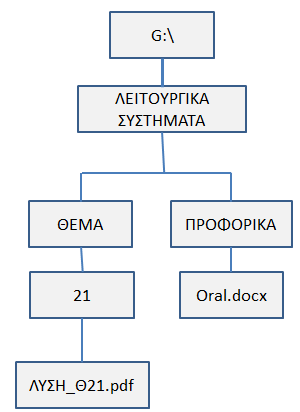 G:\
ΛΕΙΤΟΥΡΓΙΚΑ
ΣΥΣΤΗΜΑΤΑ
ΘΕΜΑ
ΠΡΟΦΟΡΙΚΑ
21
Oral.docx
ΛΥΣΗ_Θ21.pdf